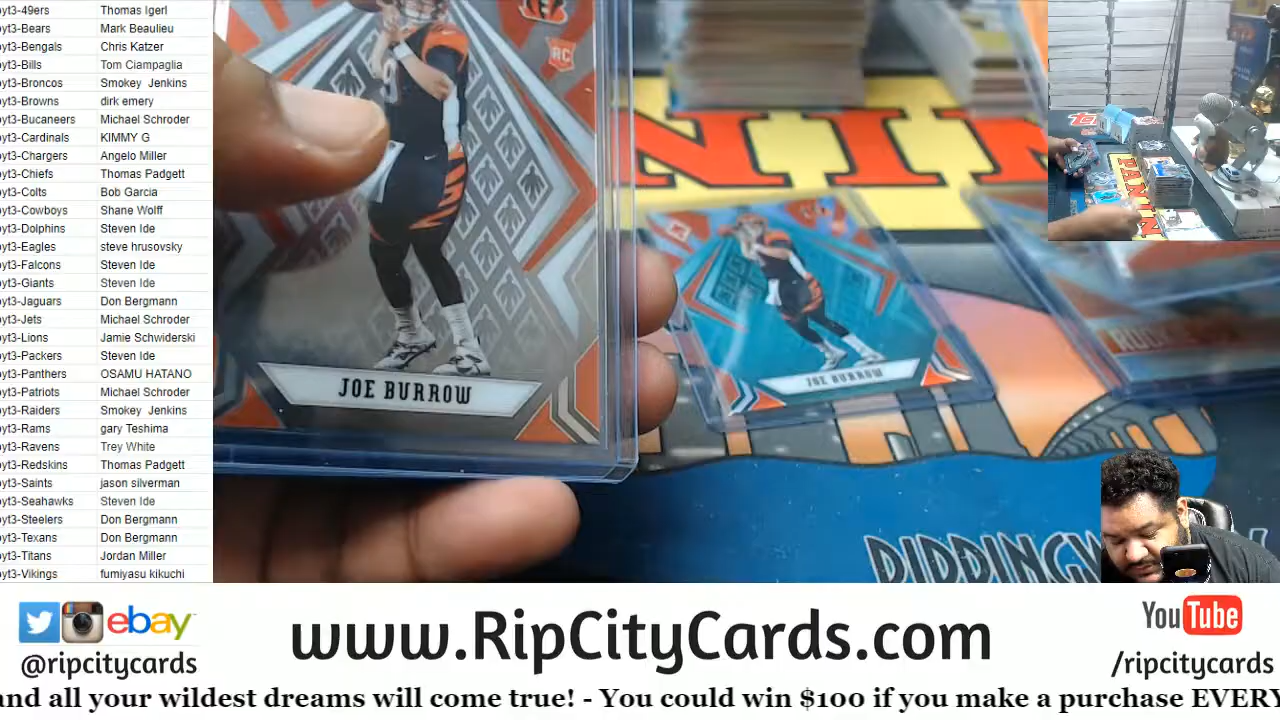 yt3-49ers Thomas Igerl
yt3-Bears Mark Beaulieu
yt3-Bengals Chris Katzer
yt3-Bills Tom Ciampaglia
yt3-Broncos Smokey Jenkins
yt3-Browns dirk emery
yt3-Bucaneers Michael Schroder
yt3-Cardinals KIMMY G
yt3-Chargers Angelo Miller
yt3-Chiefs Thomas Padgett
yt3-Colts Bob Garcia
yt3-Cowboys Shane Wolff
yt3-Dolphins Steven Ide
yt3-Eagles steve hrusovsky
yt3-Falcons Steven Ide
yt3-Giants Steven Ide
yt3-Jaguars Don Bergmann
yt3-Jets Michael Schroder
yt3-Lions Jamie Schwiderski
yt3-Packers Steven Ide
yt3-Panthers OSAMU HATANO
yt3-Patriots Michael Schroder
yt3-Raiders Smokey Jenkins
yt3-Rams gary Teshima
yt3-Ravens Trey White
yt3-Redskins Thomas Padgett
yt3-Saints jason silverman
yt3-Seahawks Steven Ide
yt3-Steelers Don Bergmann
yt3-Texans Don Bergmann
yt3-Titans Jordan Miller
yt3-Vikings fumiyasu kikuchi
RC
JOE BURROW
JOE BURROW
PANINI
ebay
@ripcitycards
www.RipCityCards.com
YouTube
/ripcitycards
and all your wildest dreams will come true! - You could win $100 if you make a purchase EVERY